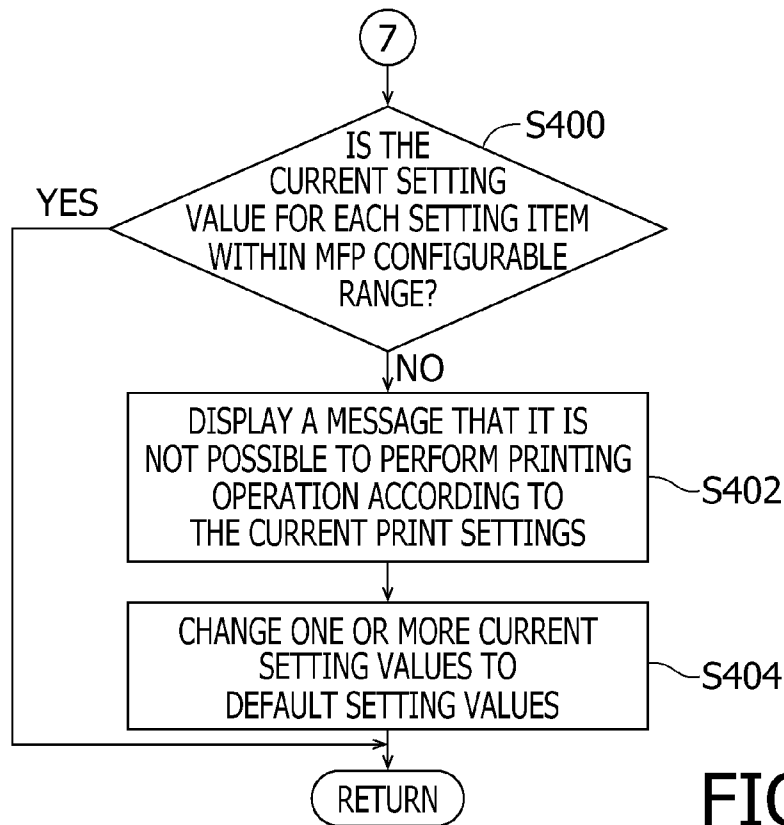 7
IS THE
CURRENT SETTING
VALUE FOR EACH SETTING ITEM
WITHIN MFP CONFIGURABLE
RANGE?
S400
YES
NO
DISPLAY A MESSAGE THAT IT IS
NOT POSSIBLE TO PERFORM PRINTING
OPERATION ACCORDING TO
THE CURRENT PRINT SETTINGS
S402
CHANGE ONE OR MORE CURRENT
SETTING VALUES TO
DEFAULT SETTING VALUES
S404
RETURN